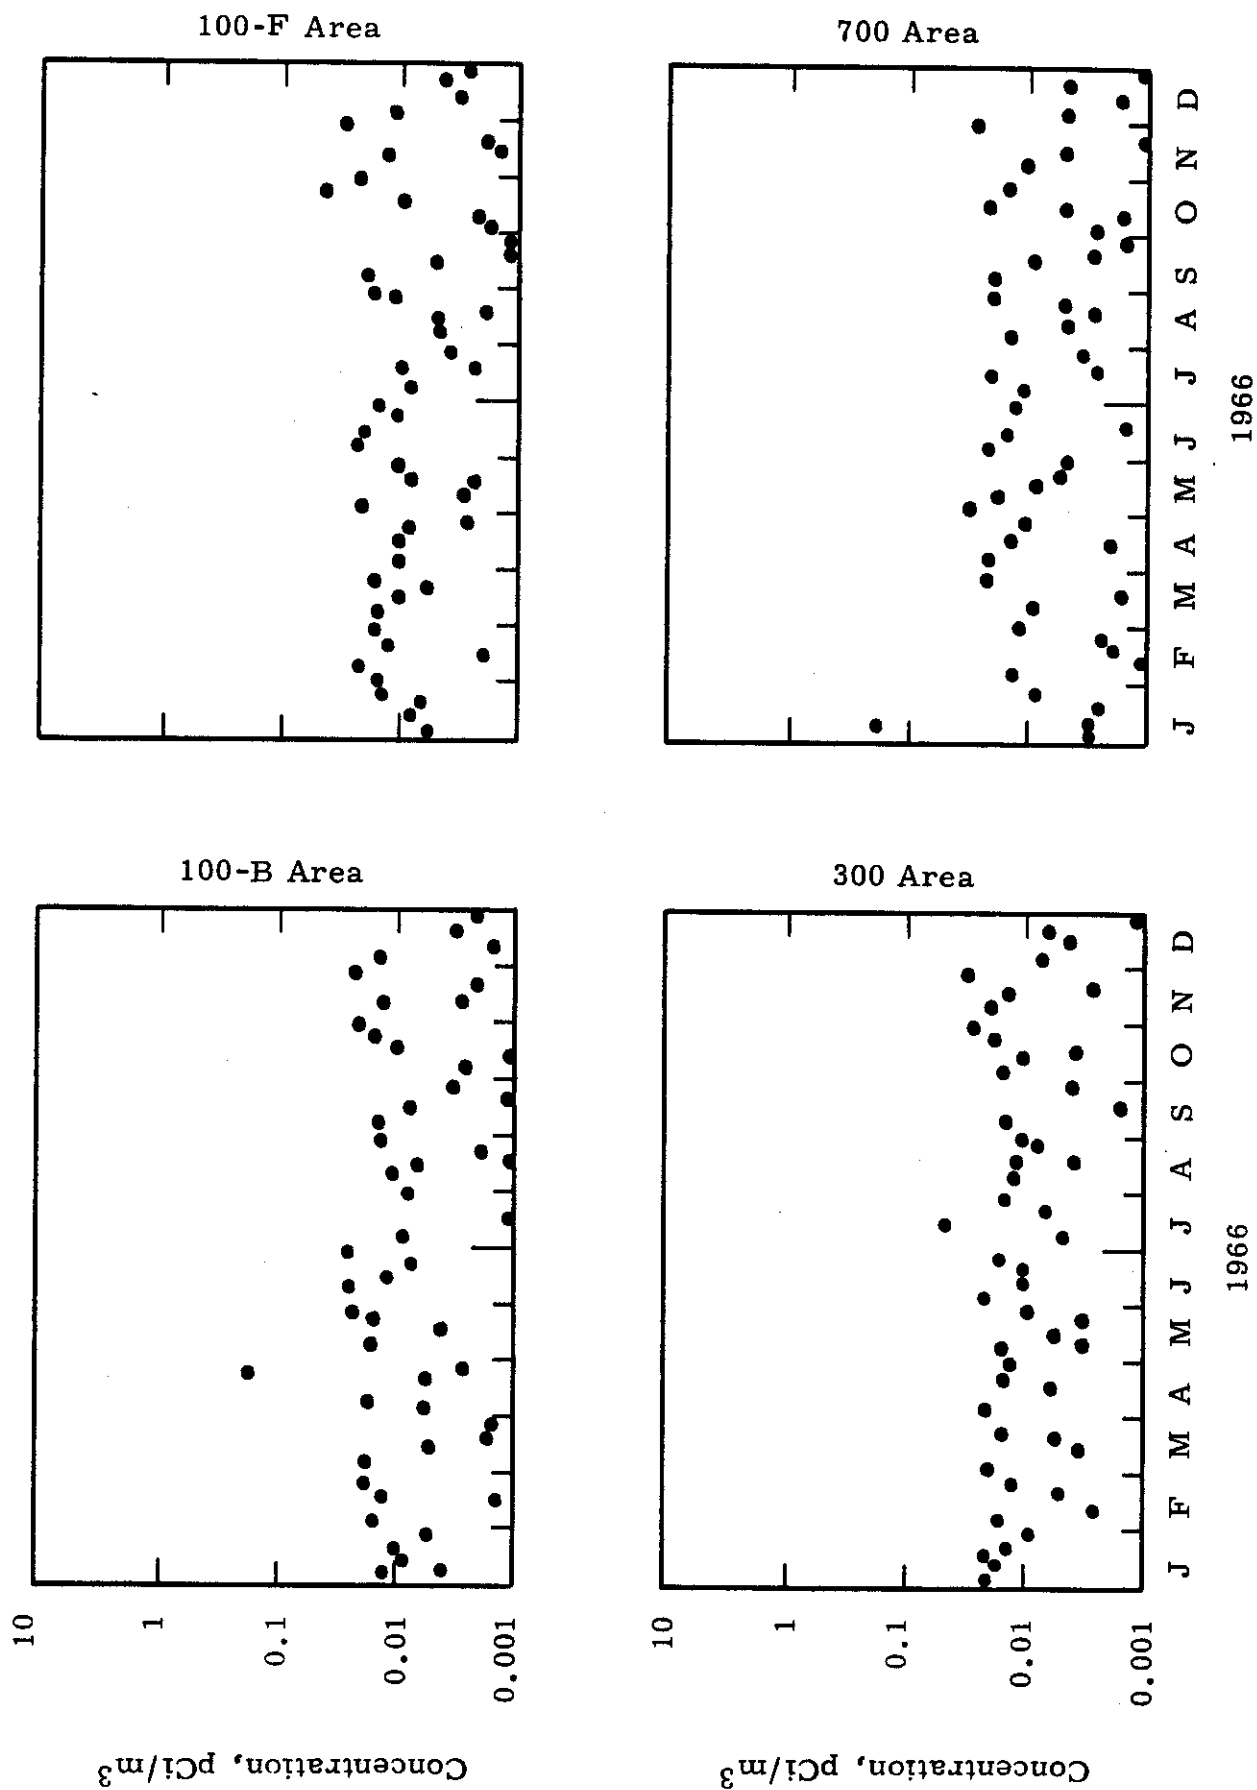 100-B Area
100-F Area
Concentration, pCi/m³
10
1
0.1
0.01
0.001
300 Area
700 Area
Concentration, pCi/m³
10
1
0.1
0.01
0.001
J F M A M J J A S O N D
1966
J F M A M J J A S O N D
1966